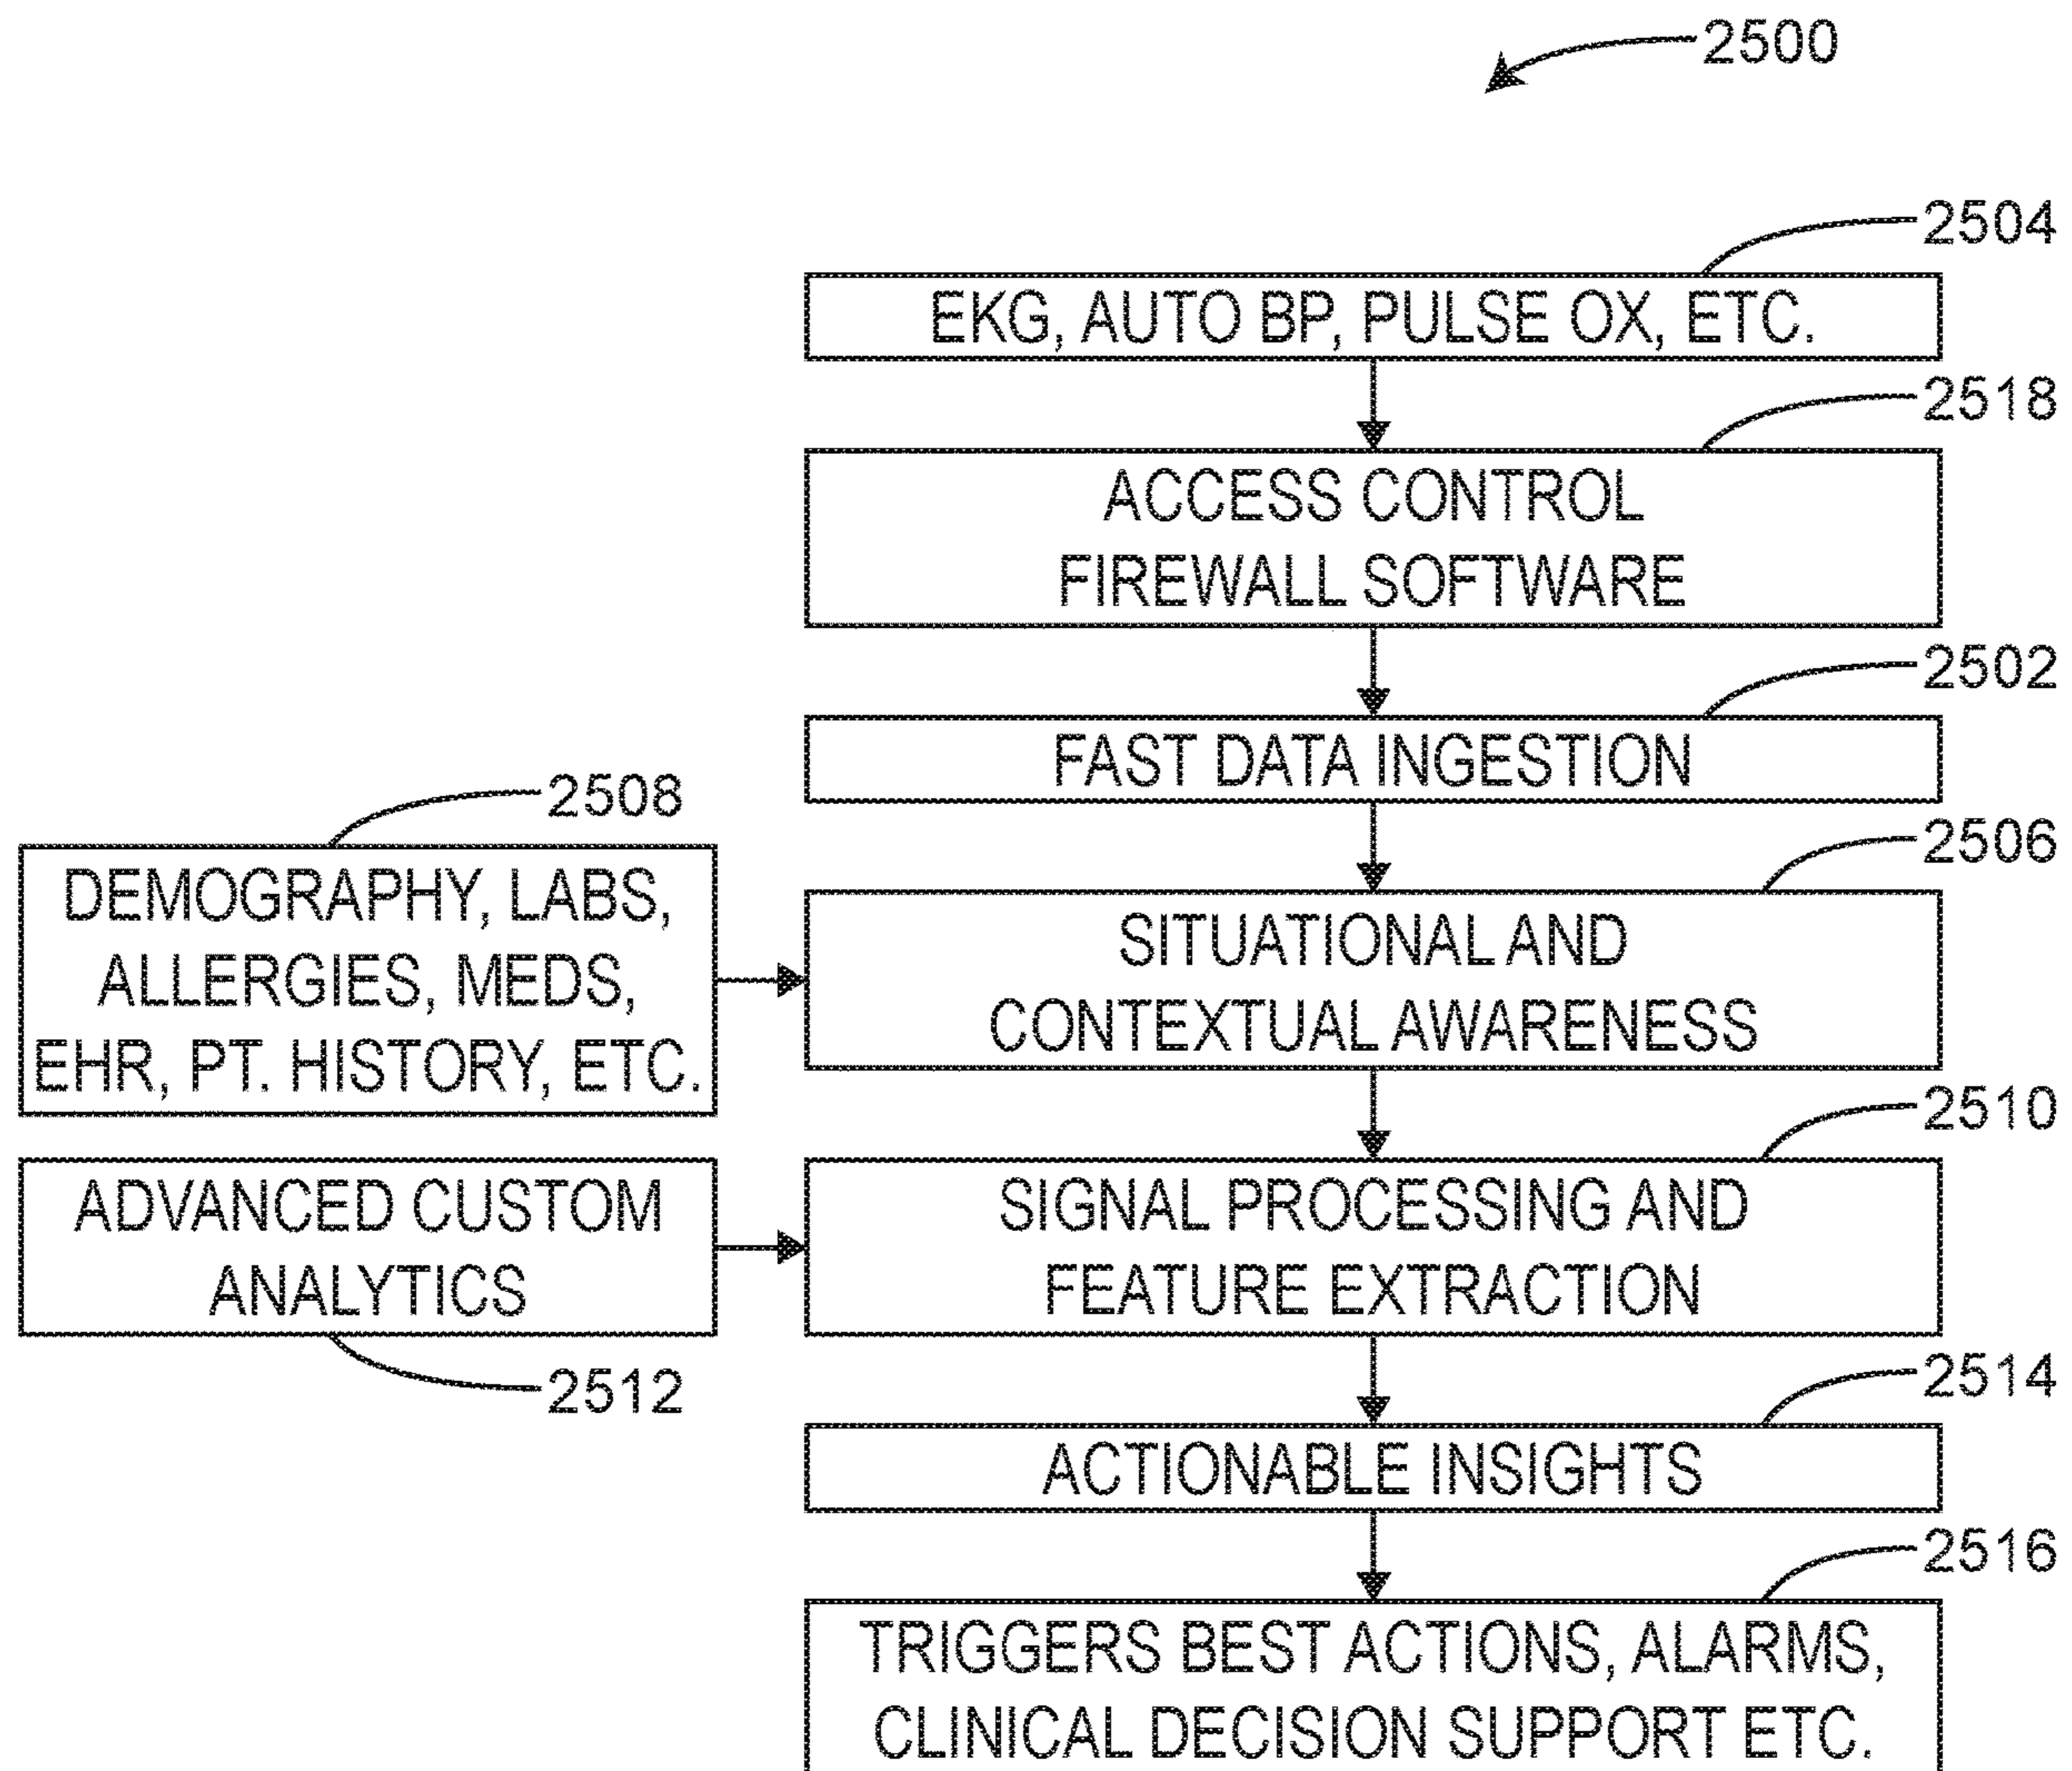 2500
2504
EKG, AUTO BP, PULSE OX, ETC.
2518
ACCESS CONTROL
FIREWALL SOFTWARE
2502
FAST DATA INGESTION
2508
DEMOGRAPHY, LABS,
ALLERGIES, MEDS,
EHR, PT. HISTORY, ETC.
2506
SITUATIONAL AND
CONTEXTUAL AWARENESS
2510
ADVANCED CUSTOM
ANALYTICS
2512
SIGNAL PROCESSING AND
FEATURE EXTRACTION
2514
ACTIONABLE INSIGHTS
2516
TRIGGERS BEST ACTIONS, ALARMS,
CLINICAL DECISION SUPPORT ETC.